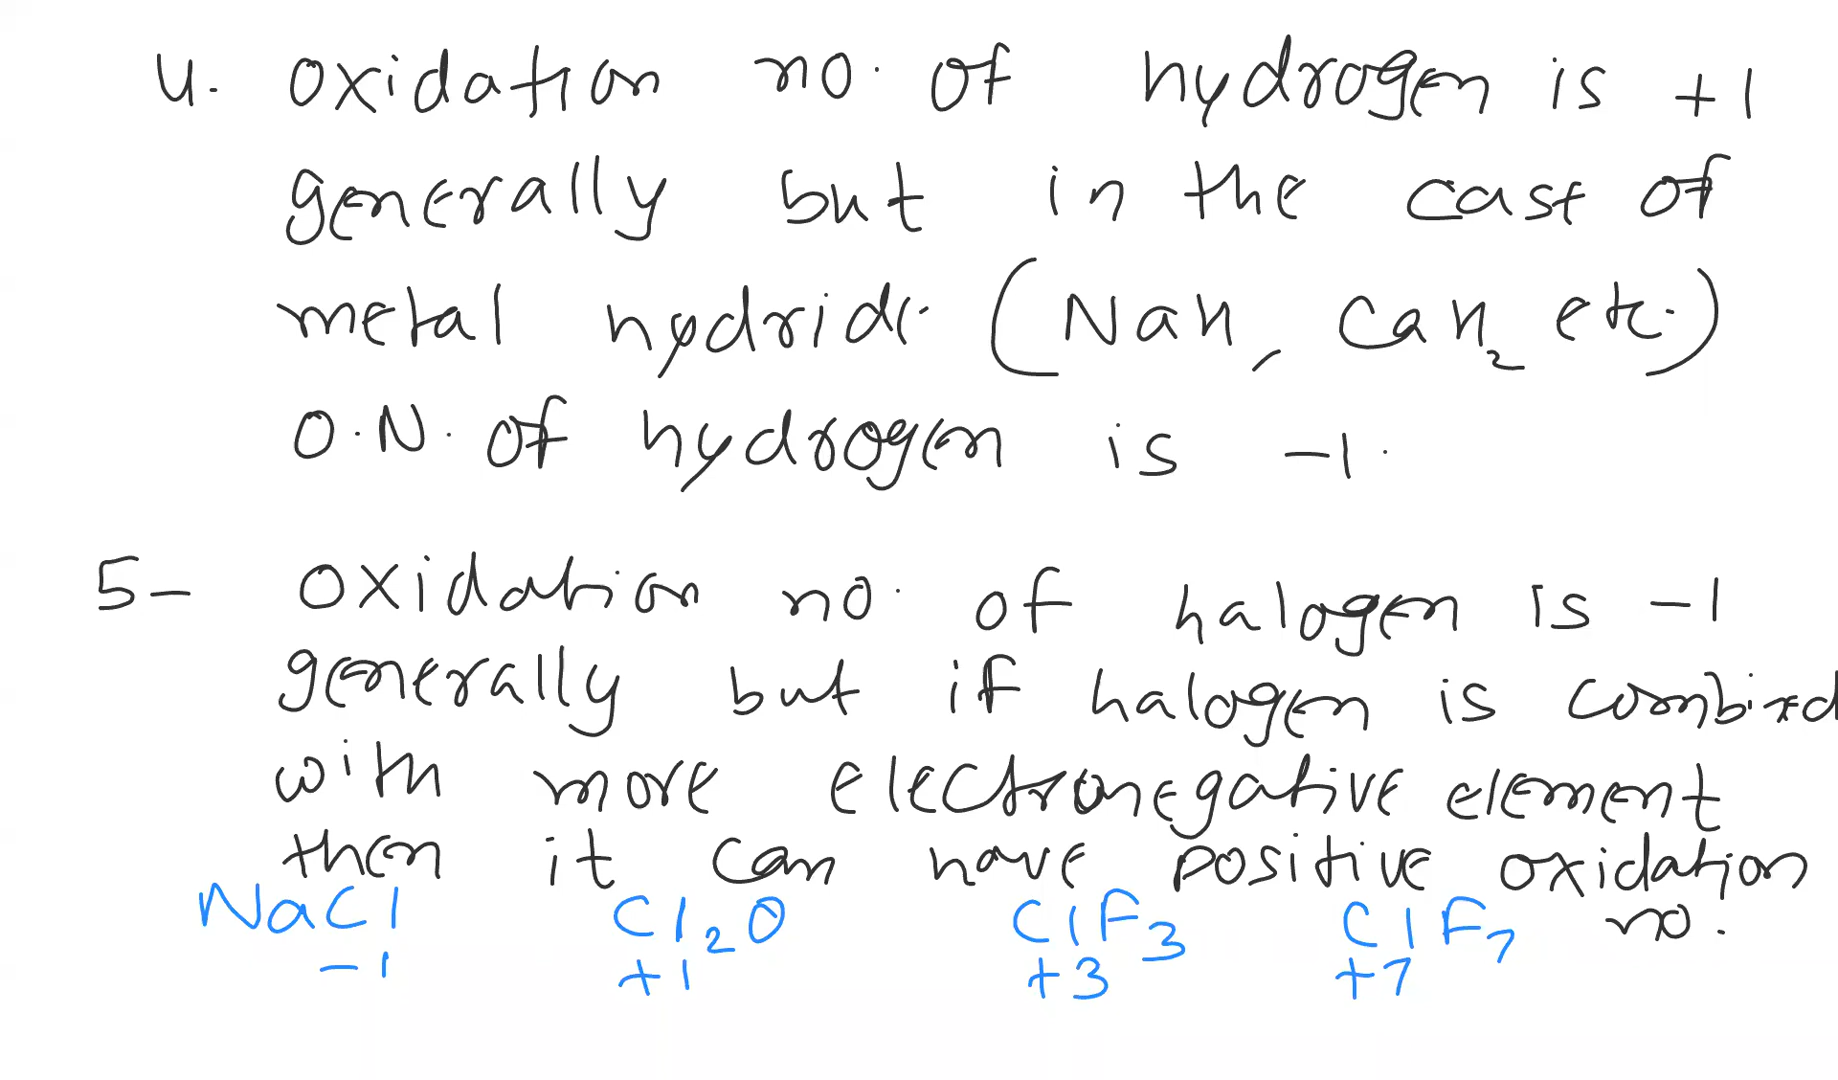 4. oxidation no. of hydrogen is +1
generally but in the case of
metal hydride (NaH, CaH₂ etc.)
O.N. of hydrogen is -1.
5- oxidation no. of halogen is -1
generally but if halogen is combined
with more electronegative element
then it can have positive oxidation
no.
NaCl Cl₂O ClF₃ ClF₇
-1 +1 +3 +7